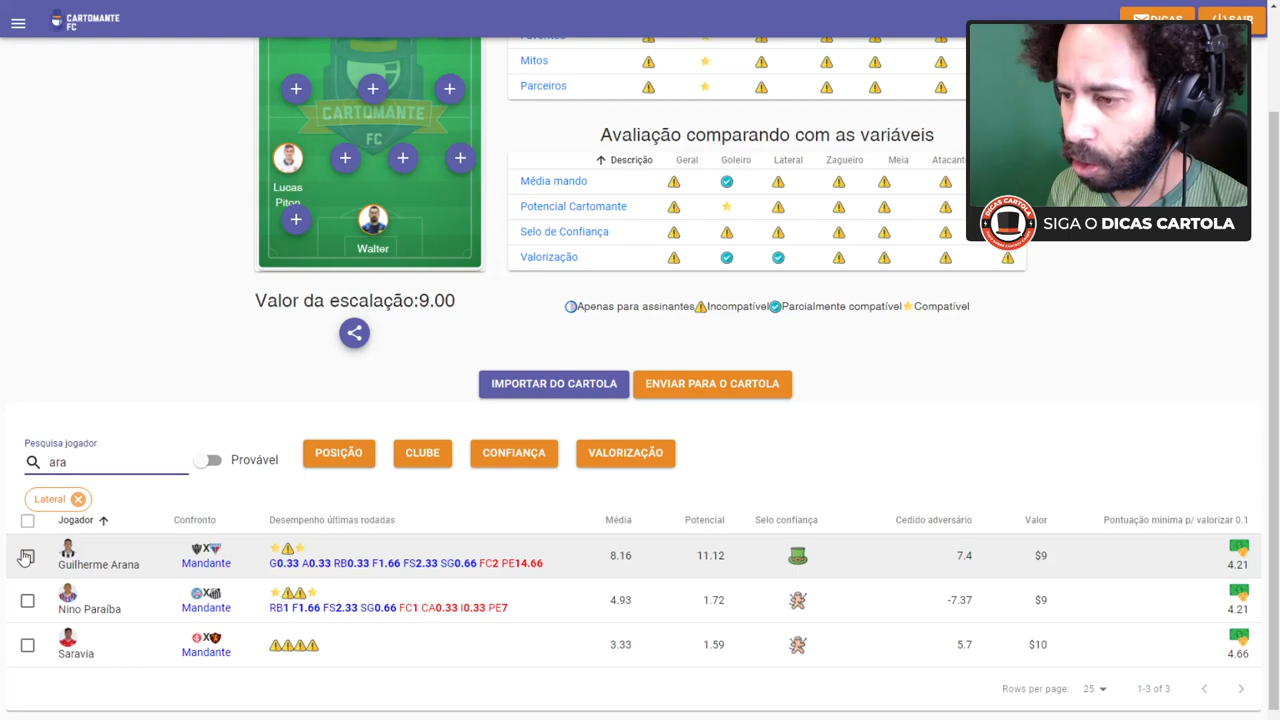 CARTOMANTE
FC
DICAS
SAIR
Mitos
Parceiros
CARTOMANTE
FC
Lucas
Piton
Walter
Avaliação comparando com as variáveis
Descrição Geral Goleiro Lateral Zagueiro Meia Atacant
Média mando
Potencial Cartomante
Selo de Confiança
Valorização
DICAS CARTOLA
SIGA O DICAS CARTOLA
Valor da escalação:9.00
Apenas para assinantes Incompatível Parcialmente compatível Compatível
IMPORTAR DO CARTOLA ENVIAR PARA O CARTOLA
Pesquisa jogador
ara
Provável
POSIÇÃO CLUBE CONFIANÇA VALORIZAÇÃO
Lateral
Jogador Confronto Desempenho últimas rodadas Média Potencial Selo confiança Cedido adversário Valor Pontuação minima p/ valorizar 0.1
X
Guilherme Arana Mandante G0.33 A0.33 RB0.33 F1.66 FS2.33 SG0.66 FC2 PE14.66 8.16 11.12 7.4 $9 4.21
X
Nino Paraíba Mandante RB1 F1.66 FS2.33 SG0.66 FC1 CA0.33 I0.33 PE7 4.93 1.72 -7.37 $9 4.21
X
Saravia Mandante 3.33 1.59 5.7 $10 4.66
Rows per page: 25 1-3 of 3